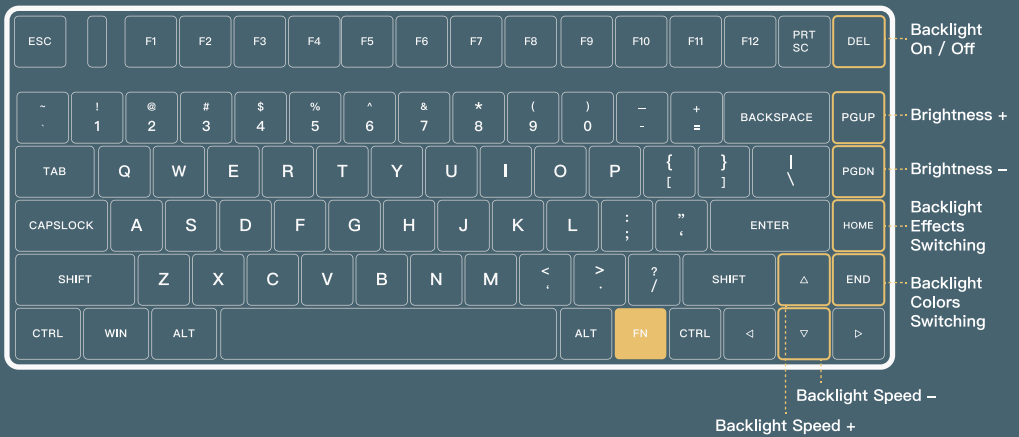 ESC F1 F2 F3 F4 F5 F6 F7 F8 F9 F10 F11 F12 PRT SC DEL
Backlight
On / Off
~ ! @ # $ % ^ & * ( ) — +
` 1 2 3 4 5 6 7 8 9 0 - = BACKSPACE PGUP
Brightness +
TAB Q W E R T Y U I O P { [ } ] | \ PGDN
Brightness –
CAPSLOCK A S D F G H J K L : ; ” ‘ ENTER HOME
Backlight
Effects
Switching
SHIFT Z X C V B N M < ‘ > . ? / SHIFT △ END
Backlight
Colors
Switching
CTRL WIN ALT ALT FN CTRL ◁ ▽ ▷
Backlight Speed –
Backlight Speed +